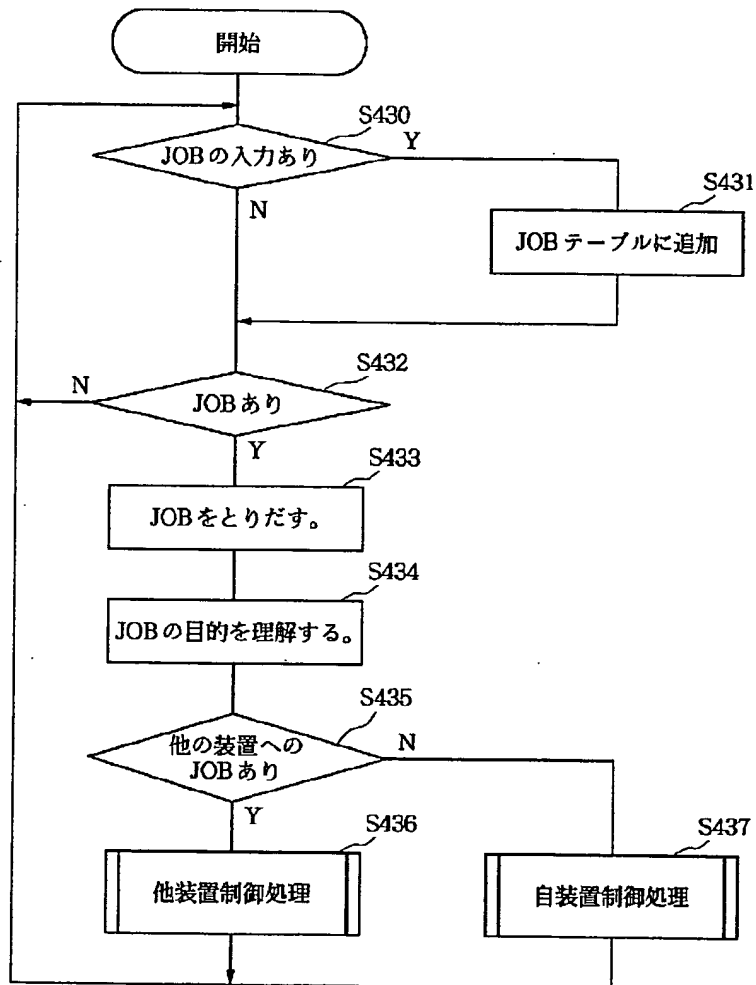 開始
S430
JOBの入力あり
Y
N
S431
JOBテーブルに追加
S432
N
JOBあり
Y
S433
JOBをとりだす。
S434
JOBの目的を理解する。
S435
他の装置への
JOBあり
N
Y
S436
他装置制御処理
S437
自装置制御処理